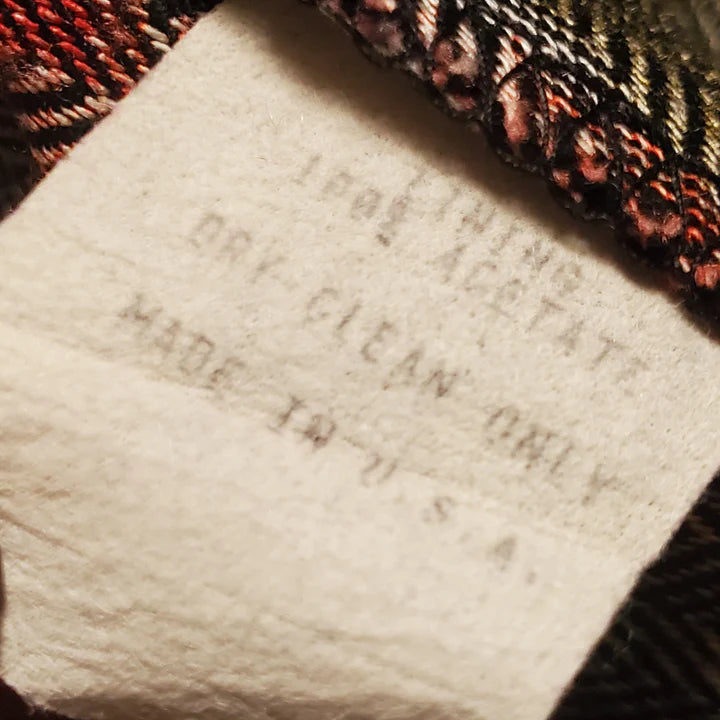 LINING
100% ACETATE
DRY CLEAN ONLY
MADE IN U.S.A.